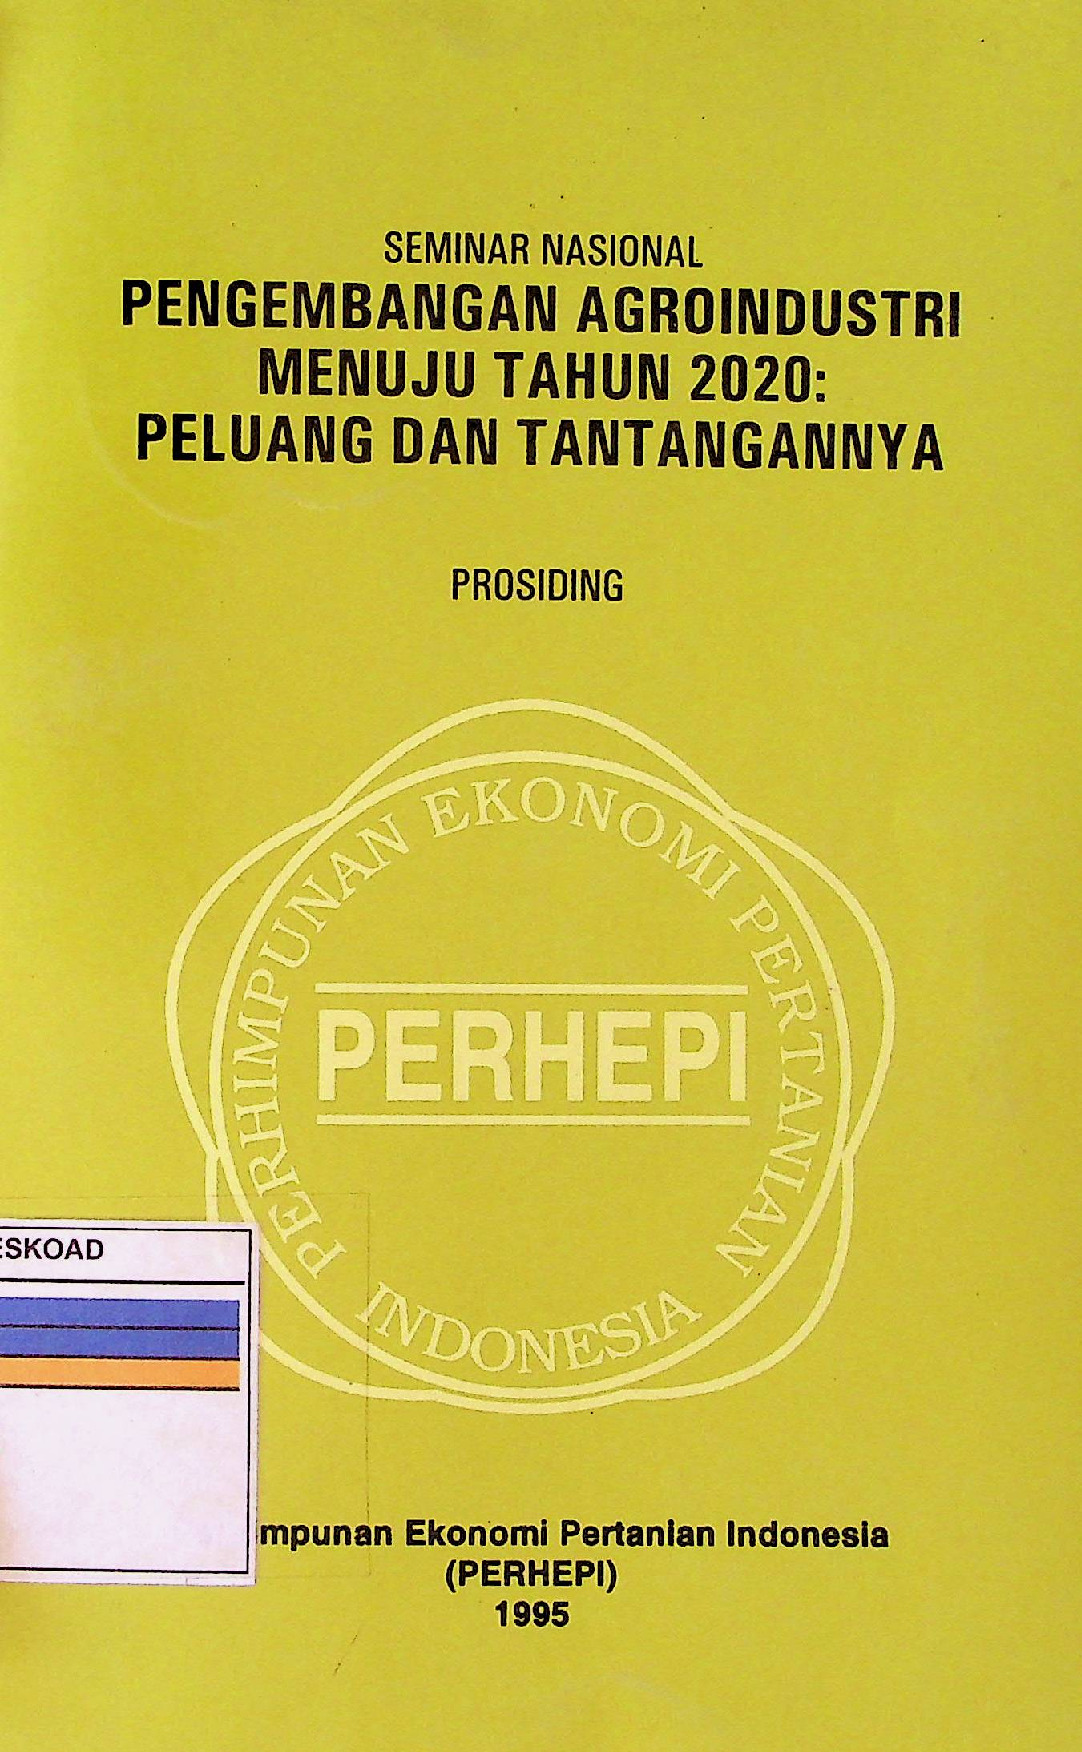 SEMINAR NASIONAL
PENGEMBANGAN AGROINDUSTRI
MENUJU TAHUN 2020:
PELUANG DAN TANTANGANNYA
PROSIDING
PERHIMPUNAN EKONOMI PERTANIAN
PERHEPI
INDONESIA
ESKOAD
mpunan Ekonomi Pertanian Indonesia
(PERHEPI)
1995